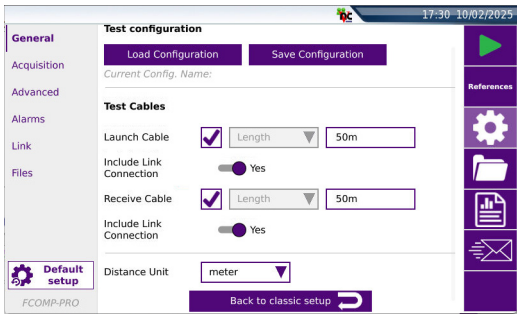 17:30 10/02/2025
General
Acquisition
Advanced
Alarms
Link
Files
Default
setup
FCOMP-PRO
Test configuration
Load Configuration
Save Configuration
Current Config. Name:
Test Cables
Launch Cable
Length
50m
Include Link
Connection
Yes
Receive Cable
Length
50m
Include Link
Connection
Yes
Distance Unit
meter
Back to classic setup
References